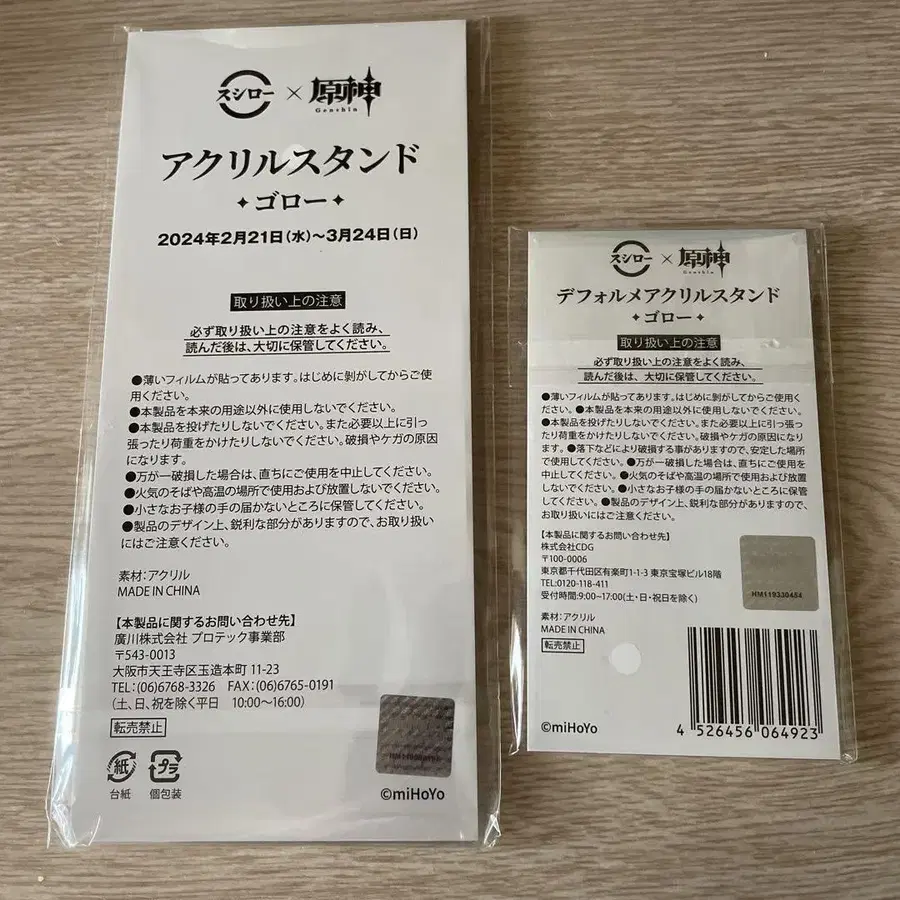 スシロー × 原神
Genshin
アクリルスタンド
ゴロー
2024年2月21日(水)~3月24日(日)
取り扱い上の注意
必ず取り扱い上の注意をよく読み、
読んだ後は、大切に保管してください。
●薄いフィルムが貼ってあります。はじめに剥がしてからご使
用ください。
●本製品を本来の用途以外に使用しないでください。
●本製品を投げたりしないでください。また必要以上に引っ
張ったり荷重をかけたりしないでください。破損やケガの原因
になります。
●万が一破損した場合は、直ちにご使用を中止してください。
●火気のそばや高温の場所で使用および放置しないでください。
●小さなお子様の手の届かないところに保管してください。
●製品のデザイン上、鋭利な部分がありますので、お取り扱い
にはご注意ください。
素材:アクリル
MADE IN CHINA
【本製品に関するお問い合わせ先】
廣川株式会社 プロテック事業部
〒543-0013
大阪市天王寺区玉造本町 11-23
TEL:(06)6768-3326 FAX:(06)6765-0191
(土、日、祝を除く平日 10:00~16:00)
転売禁止
紙 プラ
台紙 個包装
©miHoYo
スシロー × 原神
Genshin
デフォルメアクリルスタンド
ゴロー
取り扱い上の注意
必ず取り扱い上の注意をよく読み、
読んだ後は、大切に保管してください。
●薄いフィルムが貼ってあります。はじめに剥がしてからご使用く
ださい。●本製品を本来の用途以外に使用しないでください。
●本製品を投げたりしないでください。また必要以上に引っ張ったり
荷重をかけたりしないでください。破損やケガの原因になりま
す。●落下などにより破損する事がありますので、安定した場所
で使用してください。●万が一破損した場合は、直ちにご使用を
中止してください。●火気のそばや高温の場所で使用および放置
しないでください。●小さなお子様の手の届かないところに保管
してください。●製品のデザイン上、鋭利な部分がありますので、
お取り扱いにはご注意ください。
【本製品に関するお問い合わせ先】
株式会社CDG
〒100-0006
東京都千代田区有楽町1-1-3 東京宝塚ビル18階
TEL:0120-118-411
受付時間:9:00~17:00(土・日・祝日を除く)
HM119330454
素材:アクリル
MADE IN CHINA
転売禁止
©miHoYo
4 526456 064923